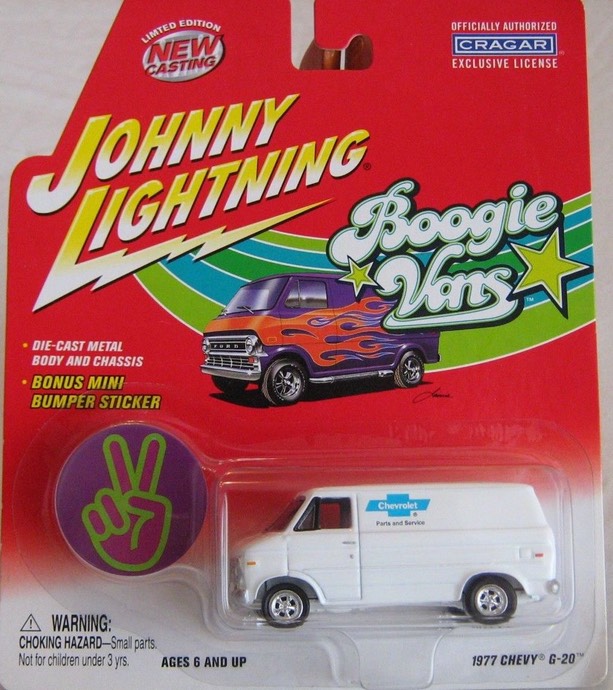 LIMITED EDITION
NEW
CASTING
OFFICIALLY AUTHORIZED
CRAGAR®
EXCLUSIVE LICENSE
JOHNNY
LIGHTNING®
Boogie
Vans™
FORD
• DIE-CAST METAL
BODY AND CHASSIS
• BONUS MINI
BUMPER STICKER
Chevrolet
®
Parts and Service
⚠ WARNING:
CHOKING HAZARD—Small parts.
Not for children under 3 yrs.
AGES 6 AND UP
1977 CHEVY® G-20™